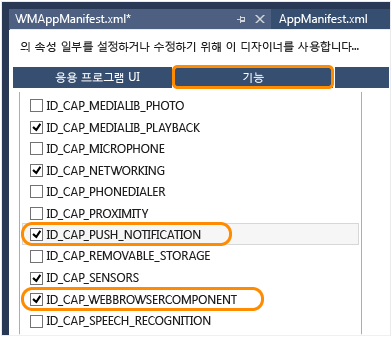 WMAppManifest.xml* AppManifest.xml
의 속성 일부를 설정하거나 수정하기 위해 이 디자이너를 사용합니다...
응용 프로그램 UI 기능
ID_CAP_MEDIALIB_PHOTO
ID_CAP_MEDIALIB_PLAYBACK
ID_CAP_MICROPHONE
ID_CAP_NETWORKING
ID_CAP_PHONEDIALER
ID_CAP_PROXIMITY
ID_CAP_PUSH_NOTIFICATION
ID_CAP_REMOVABLE_STORAGE
ID_CAP_SENSORS
ID_CAP_WEBBROWSERCOMPONENT
ID_CAP_SPEECH_RECOGNITION